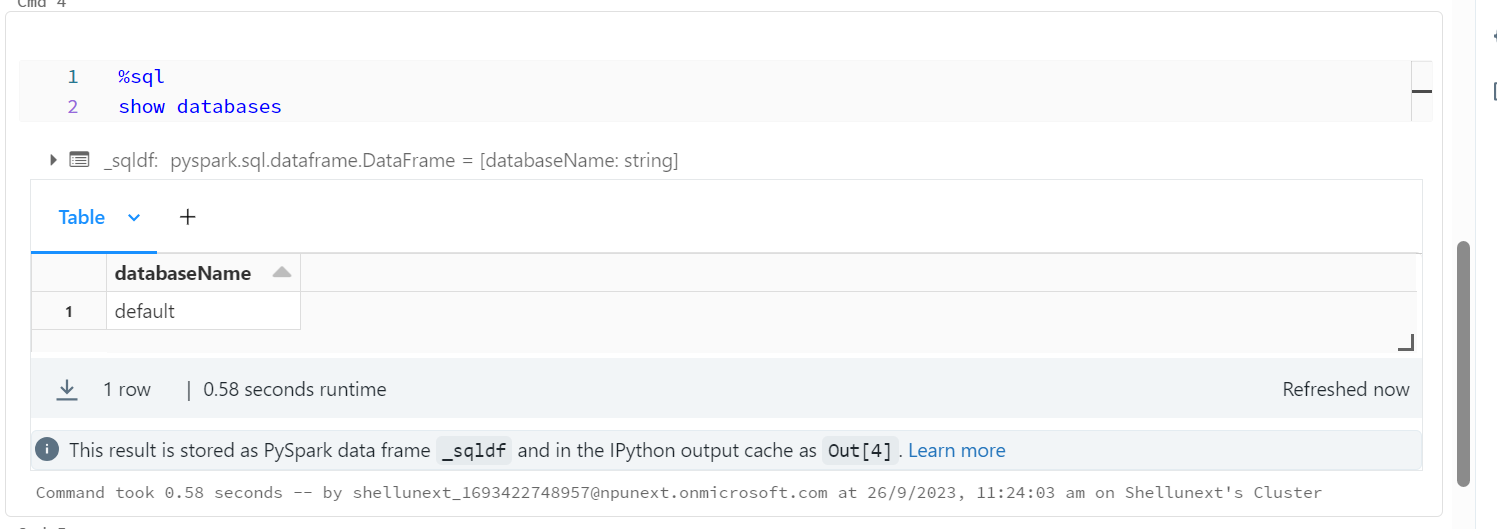 Cmd 4
1 %sql
2 show databases
_sqldf: pyspark.sql.dataframe.DataFrame = [databaseName: string]
Table +
databaseName
1 default
1 row | 0.58 seconds runtime Refreshed now
This result is stored as PySpark data frame _sqldf and in the IPython output cache as Out[4]. Learn more
Command took 0.58 seconds -- by shellunext_1693422748957@npunext.onmicrosoft.com at 26/9/2023, 11:24:03 am on Shellunext's Cluster